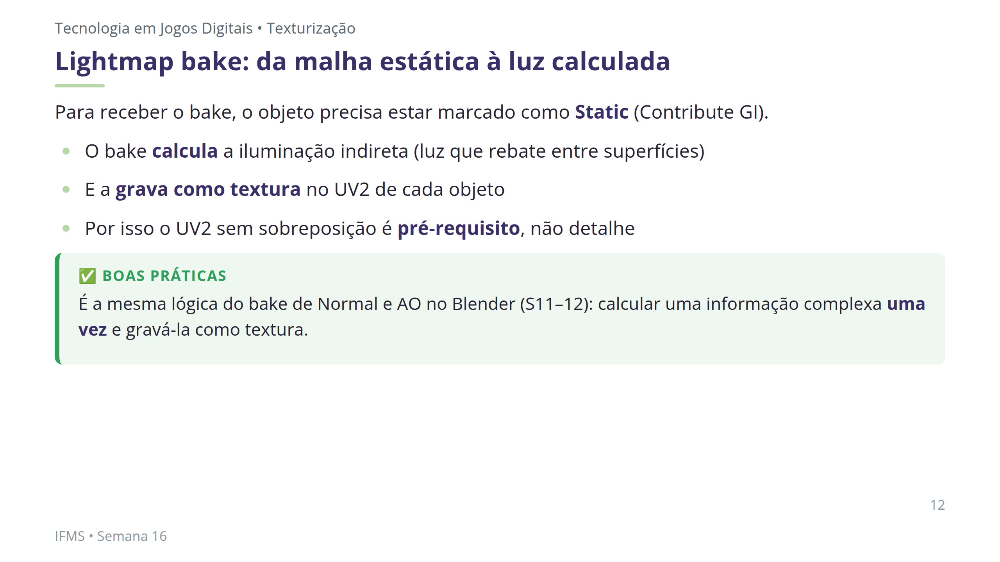 Tecnologia em Jogos Digitais • Texturização
Lightmap bake: da malha estática à luz calculada
Para receber o bake, o objeto precisa estar marcado como Static (Contribute GI).
• O bake calcula a iluminação indireta (luz que rebate entre superfícies)
• E a grava como textura no UV2 de cada objeto
• Por isso o UV2 sem sobreposição é pré-requisito, não detalhe
✅ BOAS PRÁTICAS
É a mesma lógica do bake de Normal e AO no Blender (S11–12): calcular uma informação complexa uma
vez e gravá-la como textura.
12
IFMS • Semana 16